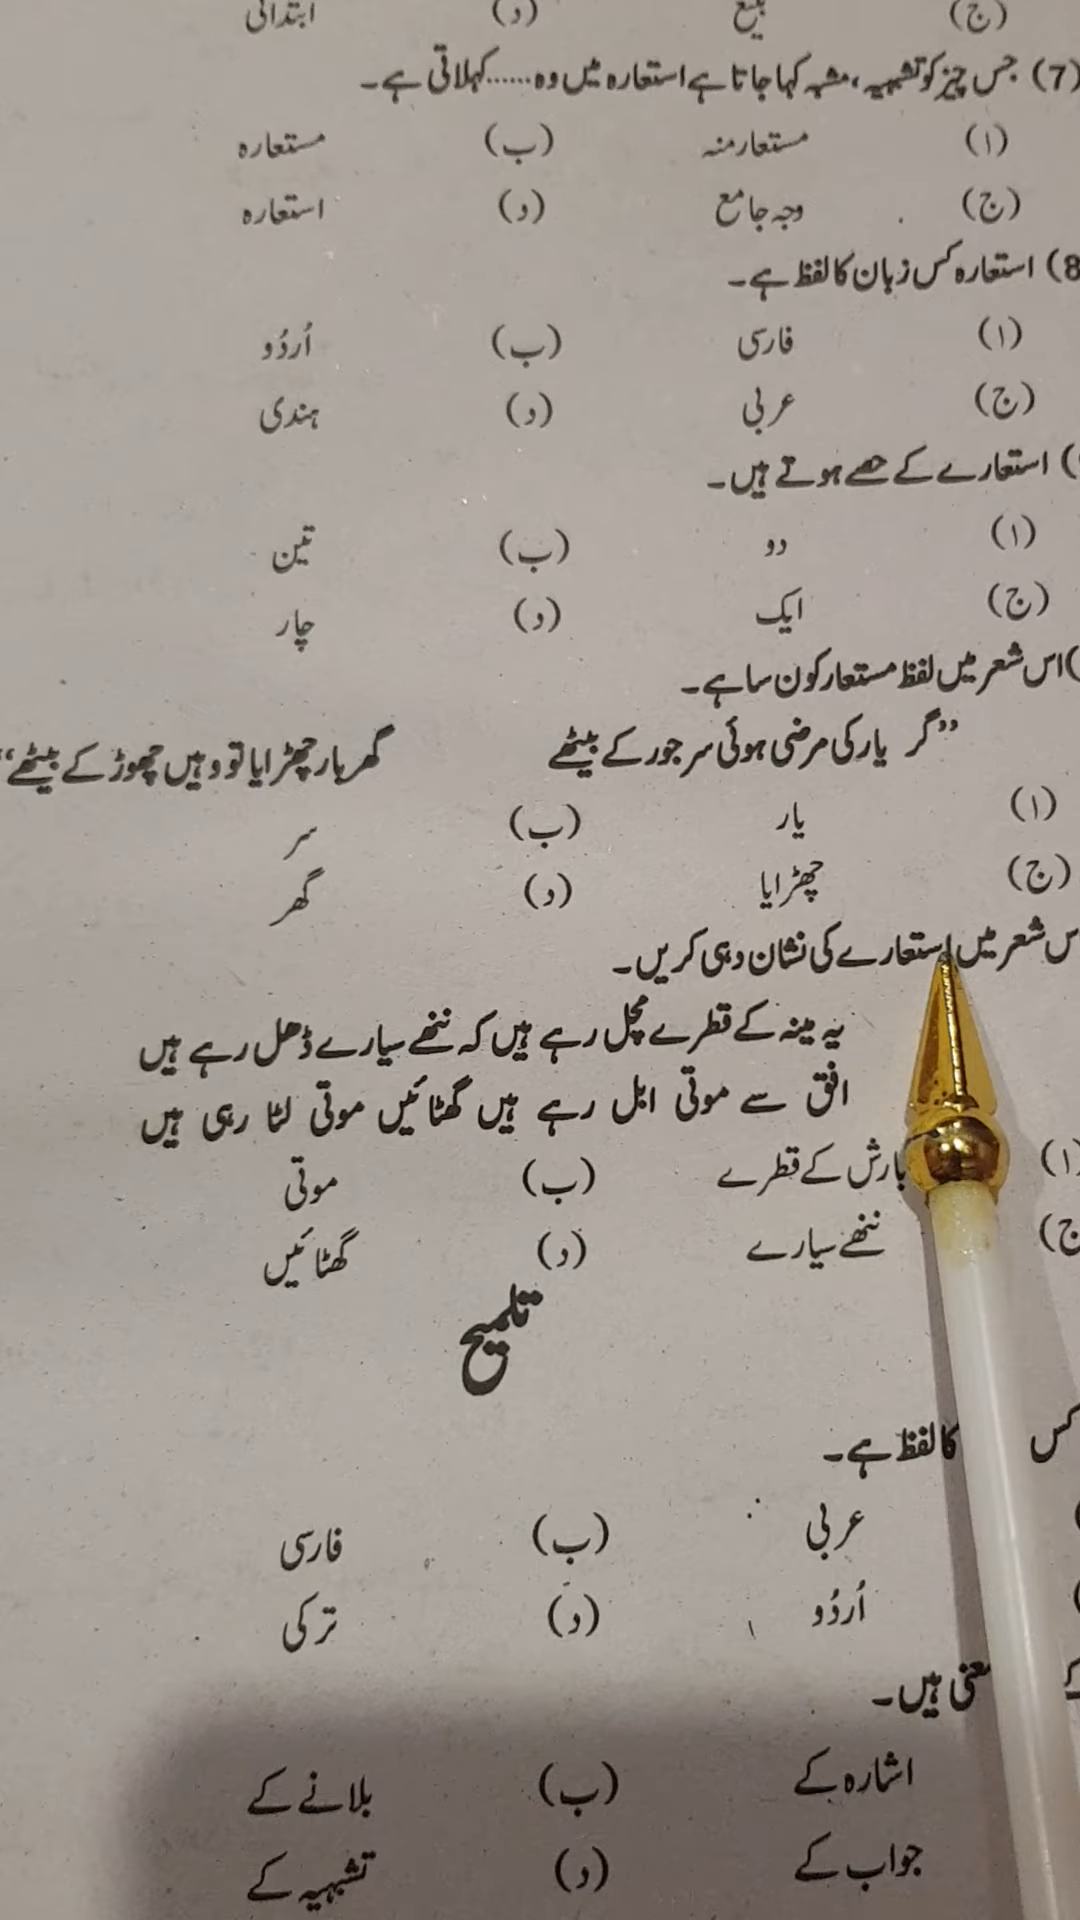 (ج) بیع (د) ابتدائی
(7) جس چیز کو تشبیہ، مشبہ کہا جاتا ہے استعارہ میں وہ......کہلاتی ہے۔
(ا) مستعار منہ (ب) مستعارہ
(ج) وجہ جامع (د) استعارہ
8) استعارہ کس زبان کا لفظ ہے۔
(ا) فارسی (ب) اُردُو
(ج) عربی (د) ہندی
) استعارے کے حصے ہوتے ہیں۔
(ا) دو (ب) تین
(ج) ایک (د) چار
) اس شعر میں لفظ مستعار کون سا ہے۔
”گر یار کی مرضی ہوئی سر جور کے بیٹھے گھر بار چھڑایا تو وہیں چھوڑ کے بیٹھے“
(ا) یار (ب) سر
(ج) چھڑایا (د) گھر
س شعر میں استعارے کی نشان دہی کریں۔
یہ مینہ کے قطرے مچل رہے ہیں کہ ننھے سیارے ڈھل رہے ہیں
افق سے موتی ابل رہے ہیں گھٹائیں موتی لٹا رہی ہیں
(ا) بارش کے قطرے (ب) موتی
(ج) ننھے سیارے (د) گھٹائیں
تلمیح
کس کا لفظ ہے۔
عربی (ب) فارسی
اُردُو (د) ترکی
معنی ہیں۔
اشارہ کے (ب) بلانے کے
جواب کے (د) تشبہیہ کے